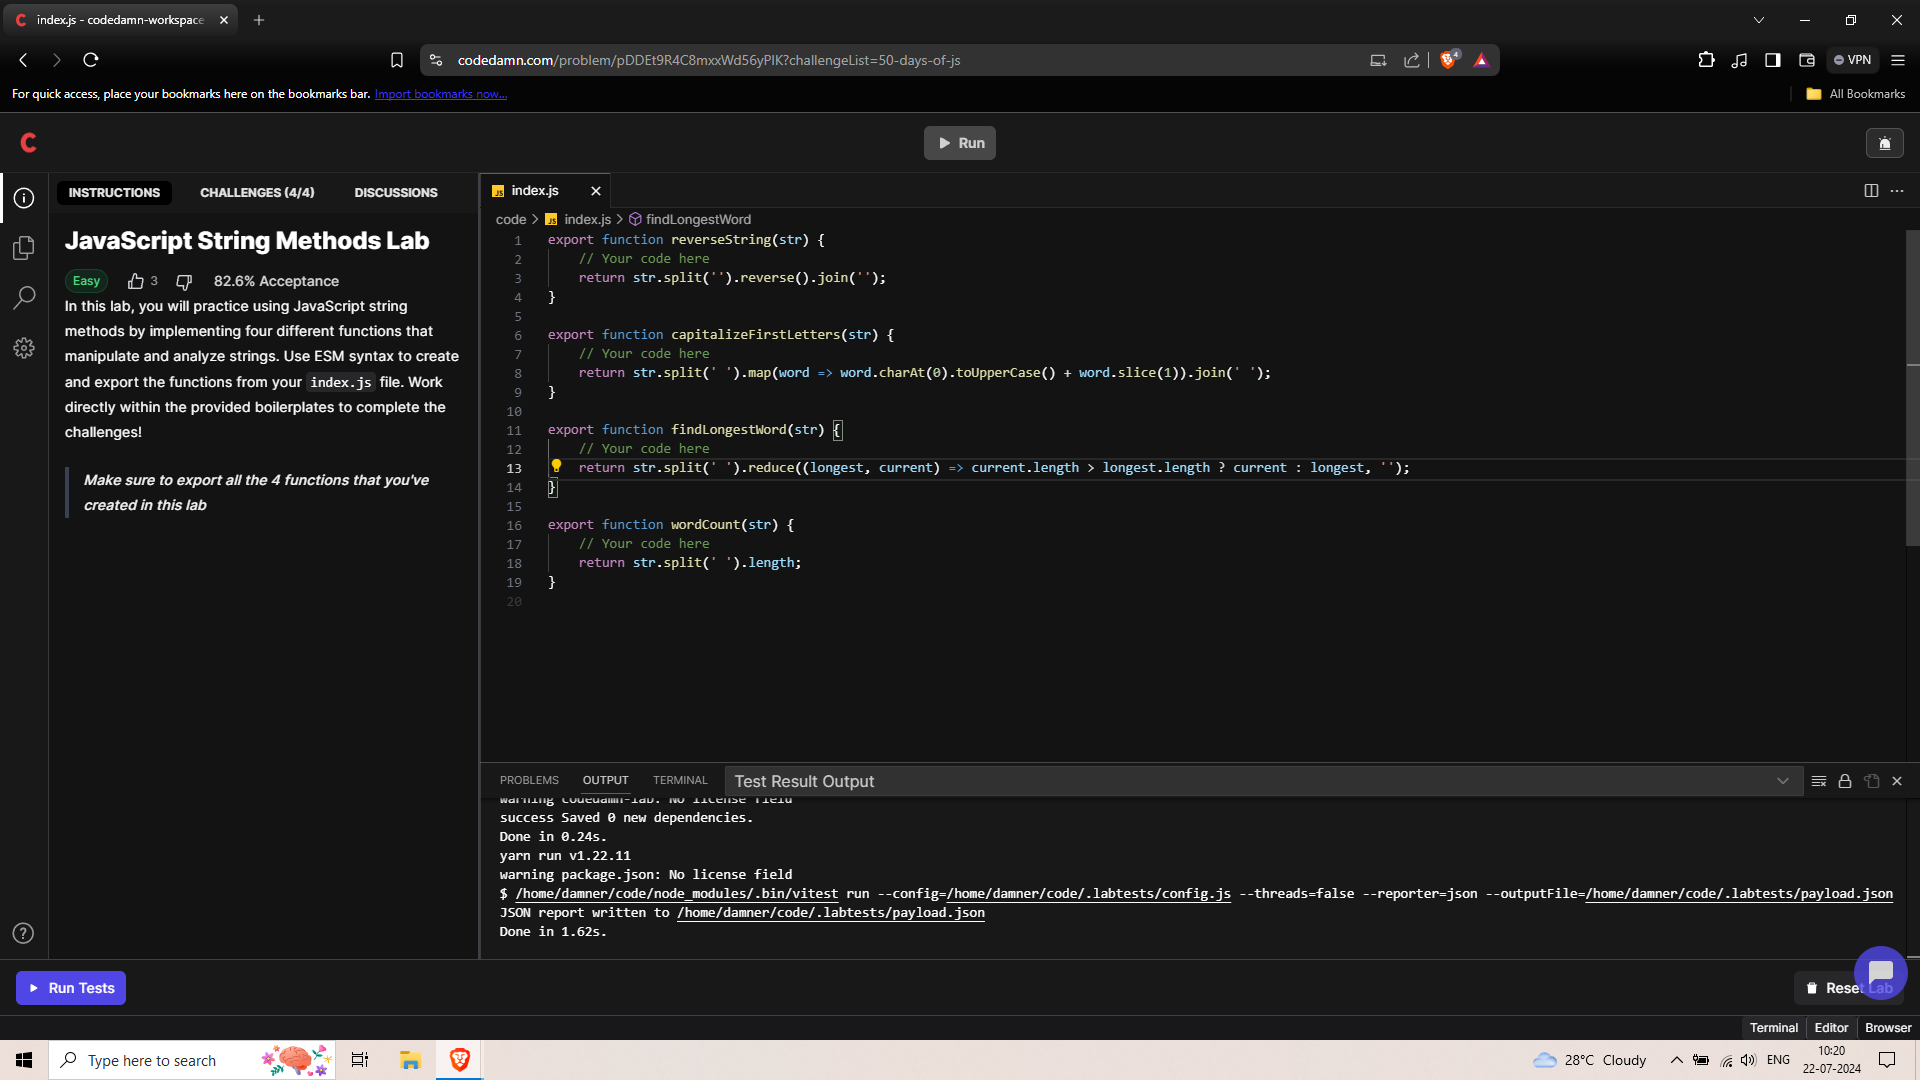 index.js - codedamn-workspace
codedamn.com/problem/pDDEt9R4C8mxxWd56yPlK?challengeList=50-days-of-js
4
VPN
For quick access, place your bookmarks here on the bookmarks bar. Import bookmarks now...
All Bookmarks
Run
INSTRUCTIONS
CHALLENGES (4/4)
DISCUSSIONS
JavaScript String Methods Lab
Easy
3
82.6% Acceptance
In this lab, you will practice using JavaScript string
methods by implementing four different functions that
manipulate and analyze strings. Use ESM syntax to create
and export the functions from your index.js file. Work
directly within the provided boilerplates to complete the
challenges!
Make sure to export all the 4 functions that you've
created in this lab
JS index.js
code > JS index.js > findLongestWord
1 export function reverseString(str) {
2 // Your code here
3 return str.split('').reverse().join('');
4 }
5
6 export function capitalizeFirstLetters(str) {
7 // Your code here
8 return str.split(' ').map(word => word.charAt(0).toUpperCase() + word.slice(1)).join(' ');
9 }
10
11 export function findLongestWord(str) {
12 // Your code here
13 return str.split(' ').reduce((longest, current) => current.length > longest.length ? current : longest, '');
14 }
15
16 export function wordCount(str) {
17 // Your code here
18 return str.split(' ').length;
19 }
20
PROBLEMS
OUTPUT
TERMINAL
Test Result Output
warning codedamn-lab: No license field
success Saved 0 new dependencies.
Done in 0.24s.
yarn run v1.22.11
warning package.json: No license field
$ /home/damner/code/node_modules/.bin/vitest run --config=/home/damner/code/.labtests/config.js --threads=false --reporter=json --outputFile=/home/damner/code/.labtests/payload.json
JSON report written to /home/damner/code/.labtests/payload.json
Done in 1.62s.
Run Tests
Reset Lab
Terminal
Editor
Browser
Type here to search
28°C Cloudy
ENG
10:20
22-07-2024